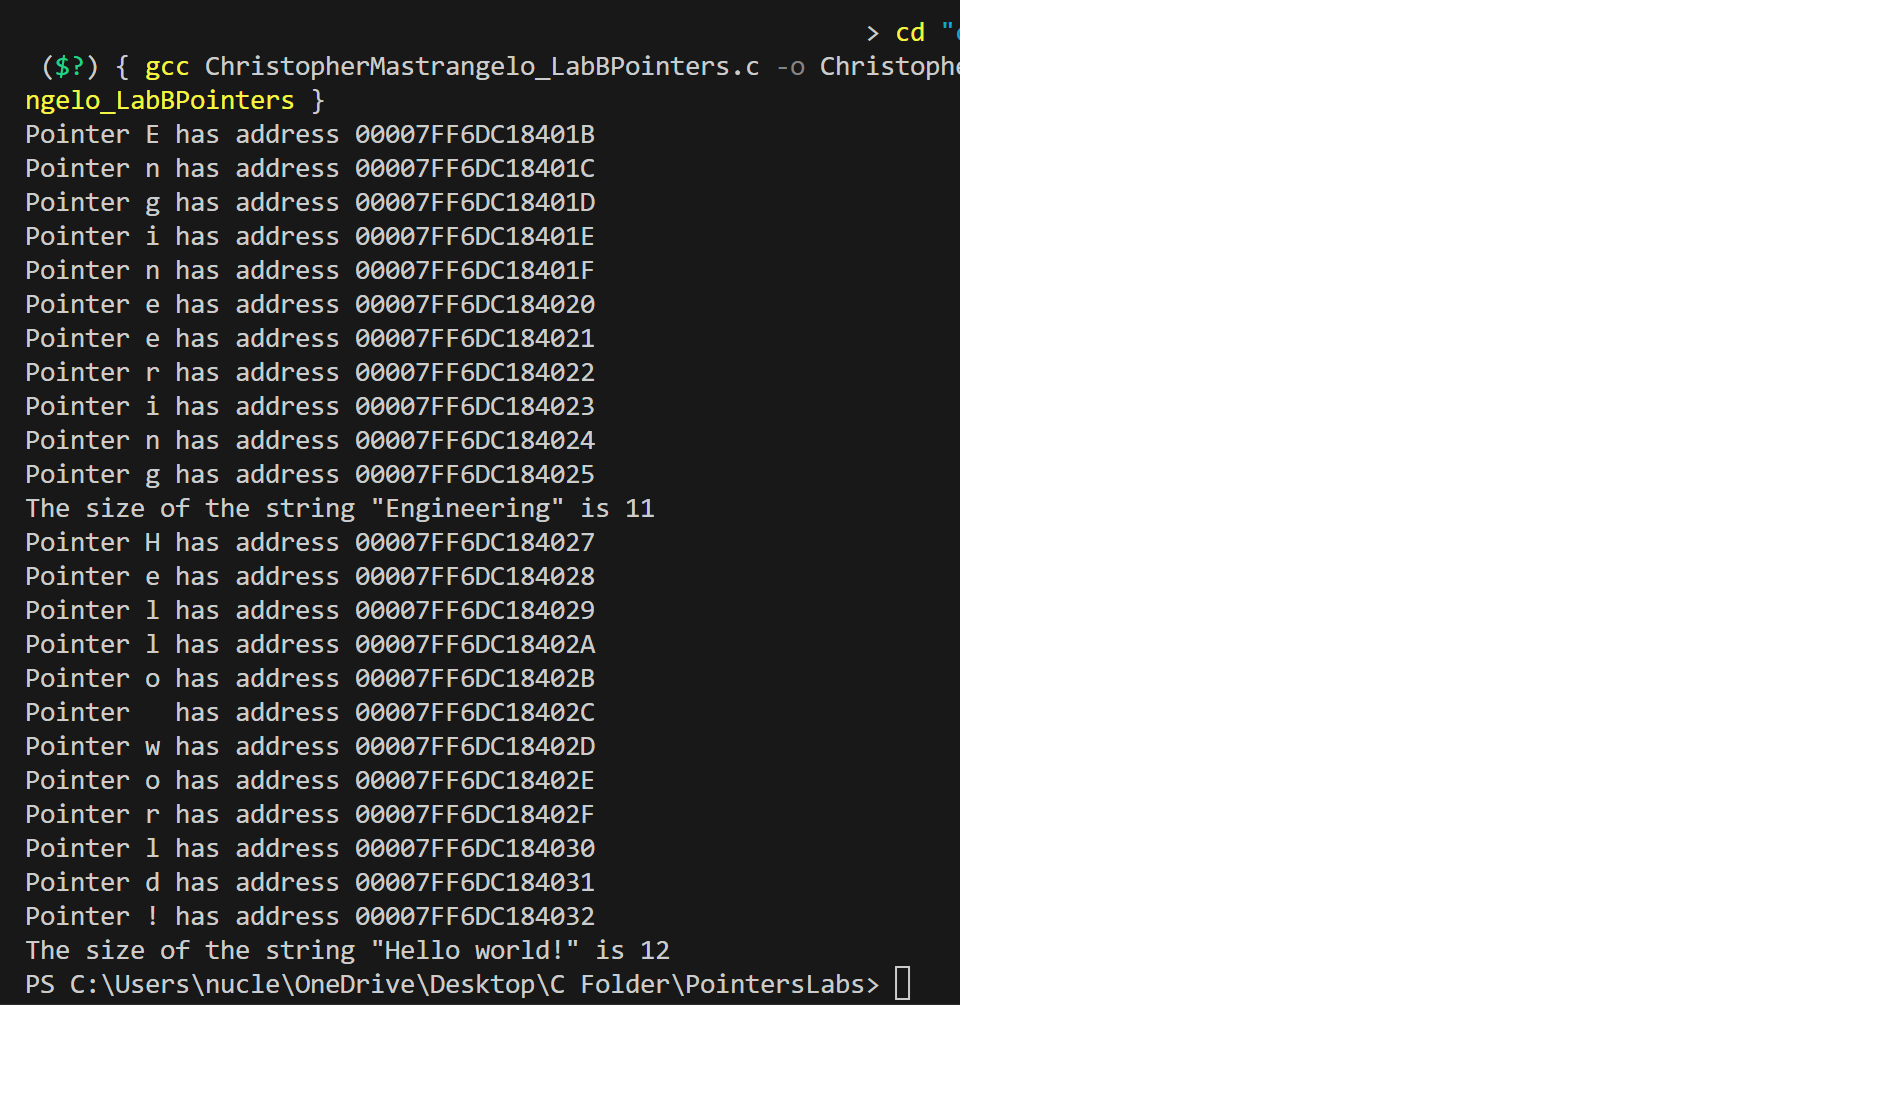 > cd "
($?) { gcc ChristopherMastrangelo_LabBPointers.c -o Christophe
ngelo_LabBPointers }
Pointer E has address 00007FF6DC18401B
Pointer n has address 00007FF6DC18401C
Pointer g has address 00007FF6DC18401D
Pointer i has address 00007FF6DC18401E
Pointer n has address 00007FF6DC18401F
Pointer e has address 00007FF6DC184020
Pointer e has address 00007FF6DC184021
Pointer r has address 00007FF6DC184022
Pointer i has address 00007FF6DC184023
Pointer n has address 00007FF6DC184024
Pointer g has address 00007FF6DC184025
The size of the string "Engineering" is 11
Pointer H has address 00007FF6DC184027
Pointer e has address 00007FF6DC184028
Pointer l has address 00007FF6DC184029
Pointer l has address 00007FF6DC18402A
Pointer o has address 00007FF6DC18402B
Pointer   has address 00007FF6DC18402C
Pointer w has address 00007FF6DC18402D
Pointer o has address 00007FF6DC18402E
Pointer r has address 00007FF6DC18402F
Pointer l has address 00007FF6DC184030
Pointer d has address 00007FF6DC184031
Pointer ! has address 00007FF6DC184032
The size of the string "Hello world!" is 12
PS C:\Users\nucle\OneDrive\Desktop\C Folder\PointersLabs>